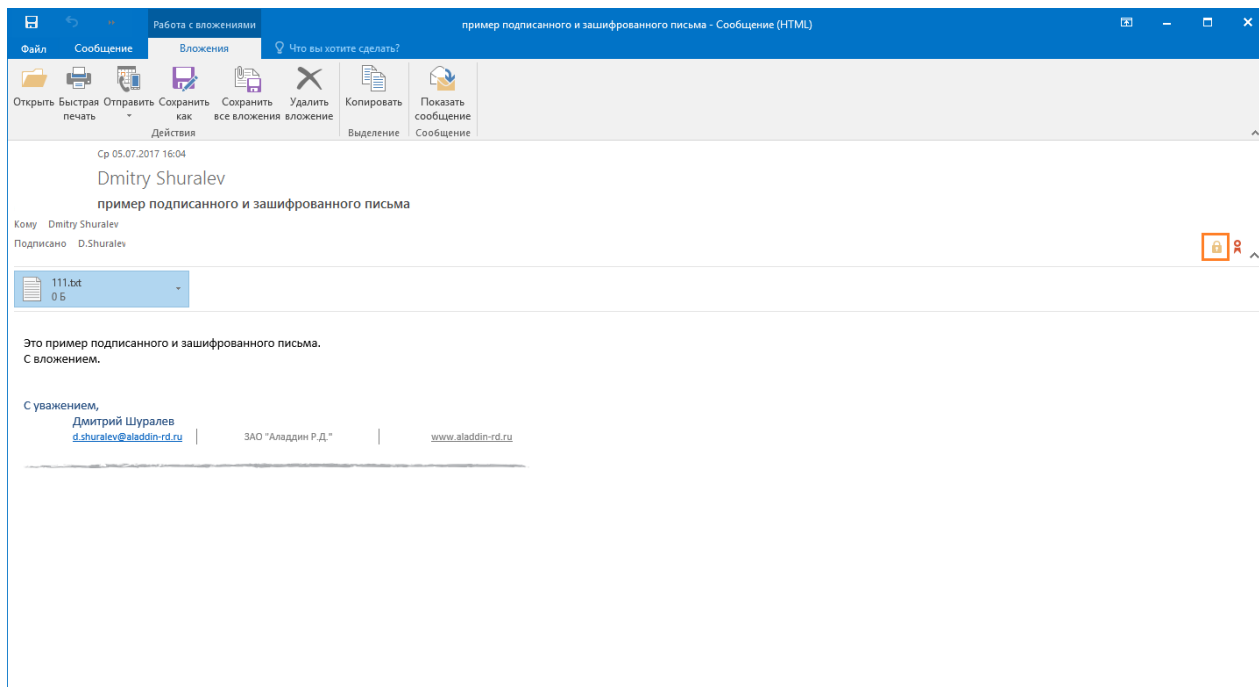 Работа с вложениями
пример подписанного и зашифрованного письма - Сообщение (HTML)
Файл Сообщение Вложения Что вы хотите сделать?
Открыть Быстрая печать Отправить Сохранить как Сохранить все вложения Удалить вложение Копировать Показать сообщение
Действия Выделение Сообщение
Ср 05.07.2017 16:04
Dmitry Shuralev
пример подписанного и зашифрованного письма
Кому Dmitry Shuralev
Подписано D.Shuralev
111.txt
0 Б
Это пример подписанного и зашифрованного письма.
С вложением.
С уважением,
Дмитрий Шуралев
d.shuralev@aladdin-rd.ru ЗАО "Аладдин Р.Д." www.aladdin-rd.ru